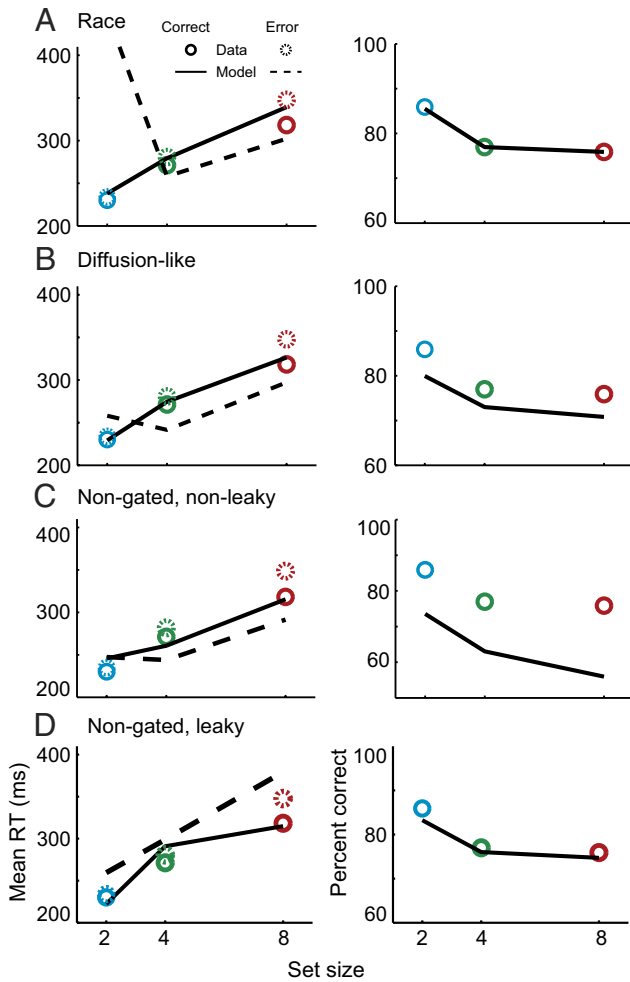 A Race
Correct Error
Data
Model
400
300
200
100
80
60
B Diffusion-like
400
300
200
100
80
60
C Non-gated, non-leaky
400
300
200
100
80
60
D Non-gated, leaky
400
300
200
100
80
60
Mean RT (ms)
Percent correct
2 4 8
2 4 8
Set size